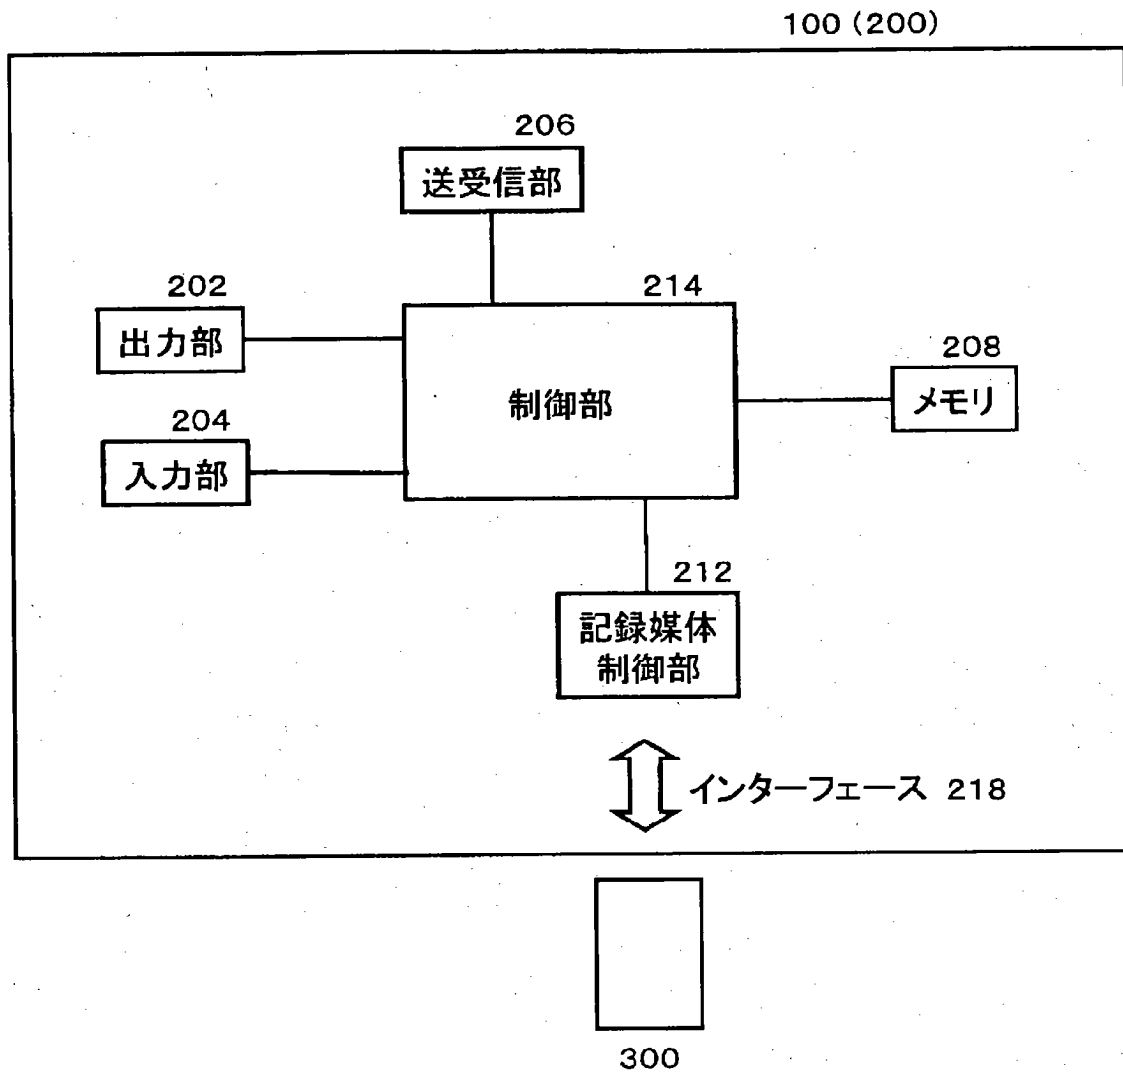 100 (200)
206
送受信部
202
出力部
214
制御部
208
メモリ
204
入力部
212
記録媒体
制御部
インターフェース 218
300